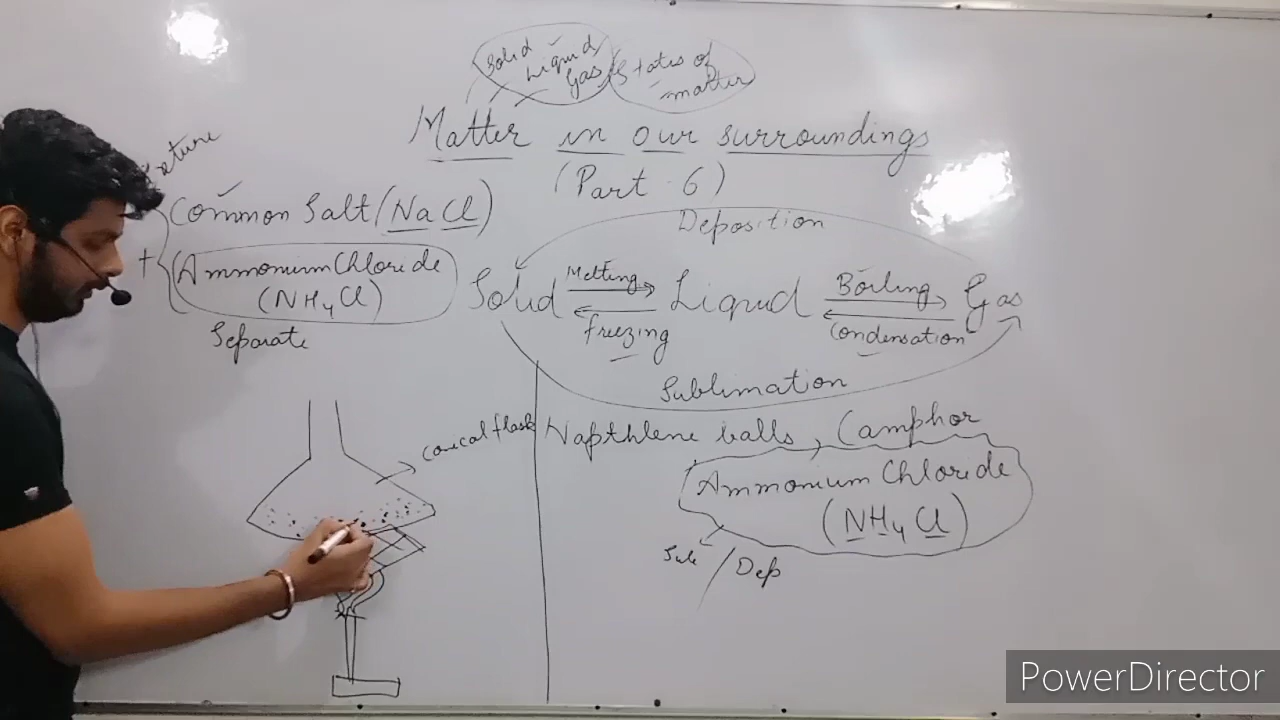 Solid
Liquid
Gas
States of
matter
Matter in our surroundings
(Part 6)
Common Salt (NaCl)
+
Ammonium Chloride
(NH4Cl)
Separate
Deposition
Solid Melting Liquid Boiling Gas
freezing Condensation
Sublimation
conical flask
Napthlene balls, Camphor
Ammonium Chloride
(NH4Cl)
/ Dep
PowerDirector